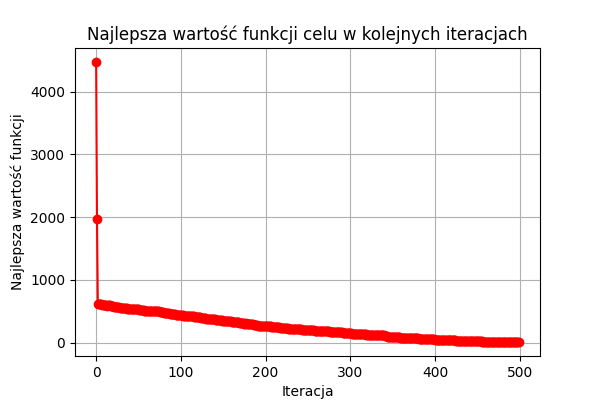 Najlepsza wartość funkcji celu w kolejnych iteracjach
Najlepsza wartość funkcji
4000
3000
2000
1000
0
0 100 200 300 400 500
Iteracja